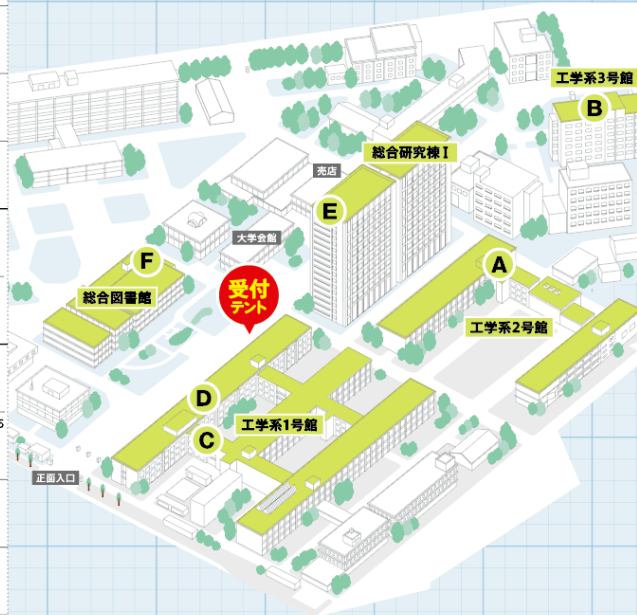 工学系3号館
B
総合研究棟Ⅰ
売店
E
大学会館
F
A
総合図書館
受付
テント
工学系2号館
D
工学系1号館
C
正面入口